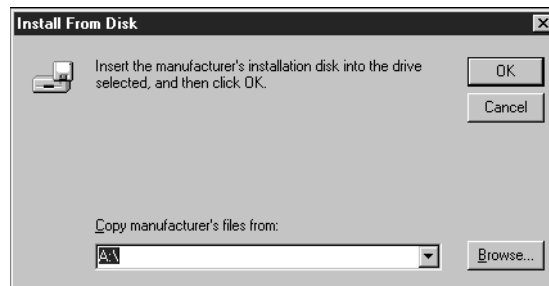 Install From Disk
Insert the manufacturer's installation disk into the drive
selected, and then click OK.
OK
Cancel
Copy manufacturer's files from:
A:\
Browse...